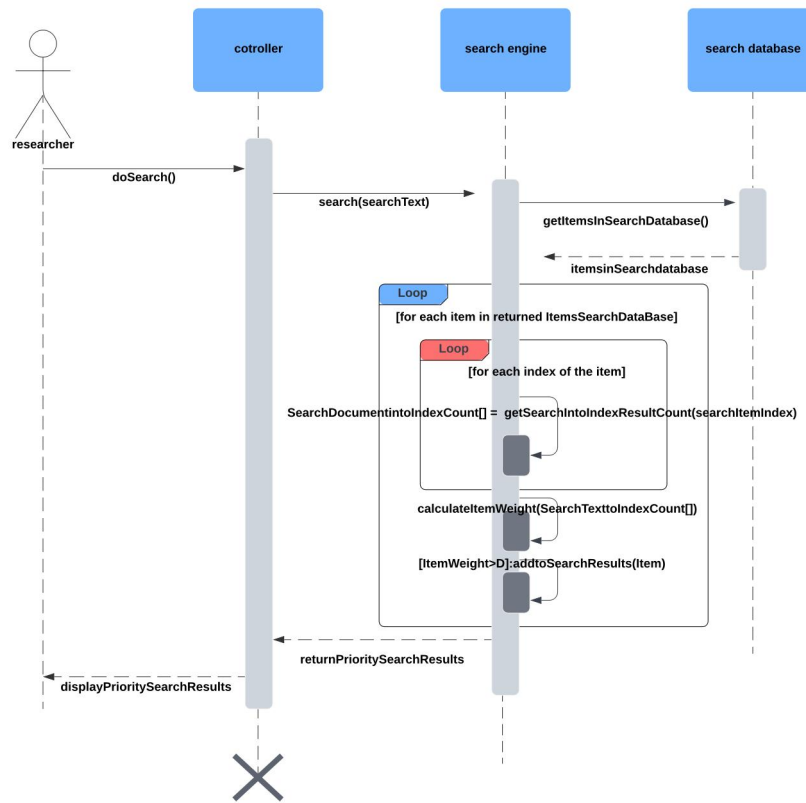 cotroller
search engine
search database
researcher
doSearch()
search(searchText)
getItemsInSearchDatabase()
itemsinSearchdatabase
Loop
[for each item in returned ItemsSearchDataBase]
Loop
[for each index of the item]
SearchDocumentintoIndexCount[] = getSearchIntoIndexResultCount(searchItemIndex)
calculateItemWeight(SearchTexttoIndexCount[])
[ItemWeight>D]:addtoSearchResults(Item)
returnPrioritySearchResults
displayPrioritySearchResults